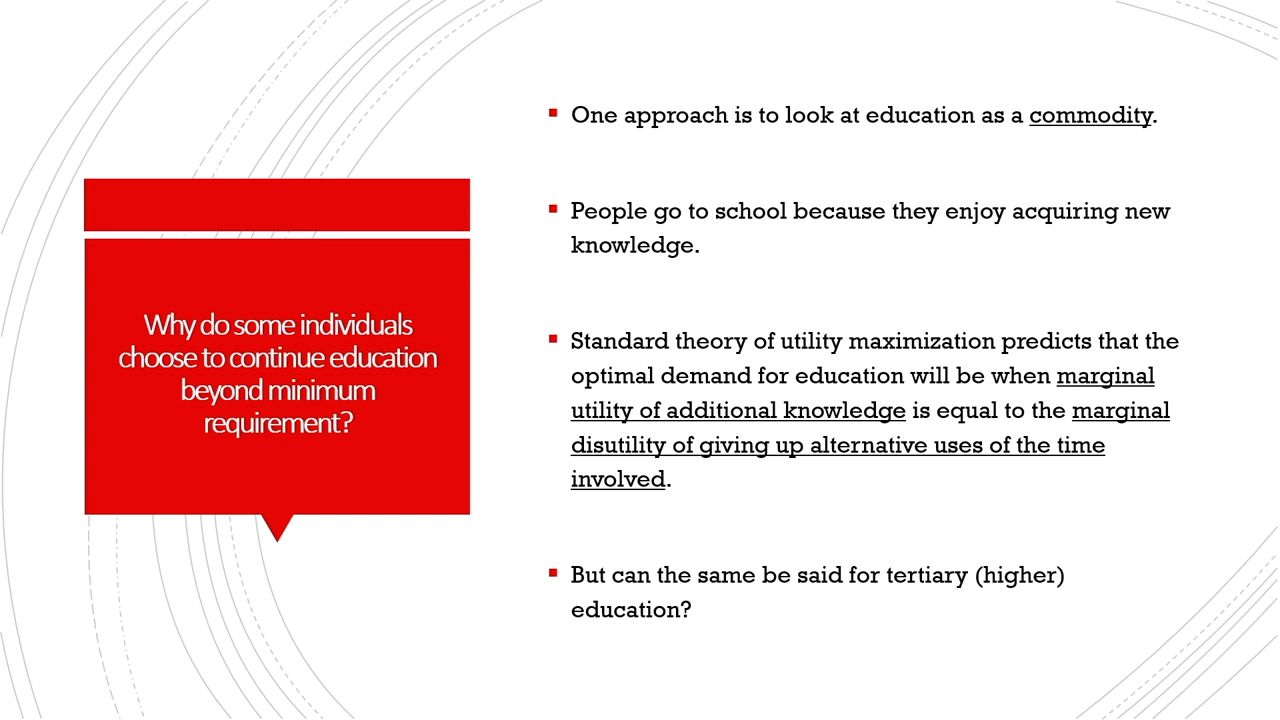 Why do some individuals
choose to continue education
beyond minimum
requirement?
One approach is to look at education as a commodity.
People go to school because they enjoy acquiring new
knowledge.
Standard theory of utility maximization predicts that the
optimal demand for education will be when marginal
utility of additional knowledge is equal to the marginal
disutility of giving up alternative uses of the time
involved.
But can the same be said for tertiary (higher)
education?